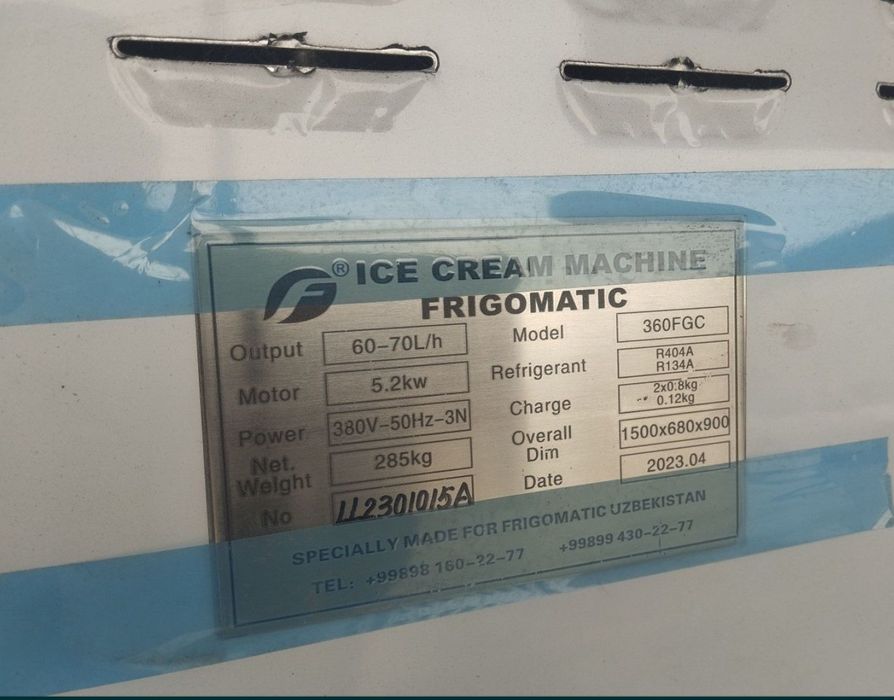 ® ICE CREAM MACHINE
FRIGOMATIC
Output 60-70L/h
Model 360FGC
Motor 5.2kw
Refrigerant R404A
R134A
Power 380V-50Hz-3N
Charge 2x0.8kg
0.12kg
Net. Weight 285kg
Overall Dim 1500x680x900
No LL2301015A
Date 2023.04
SPECIALLY MADE FOR FRIGOMATIC UZBEKISTAN
TEL: +99898 160-22-77 +99899 430-22-77